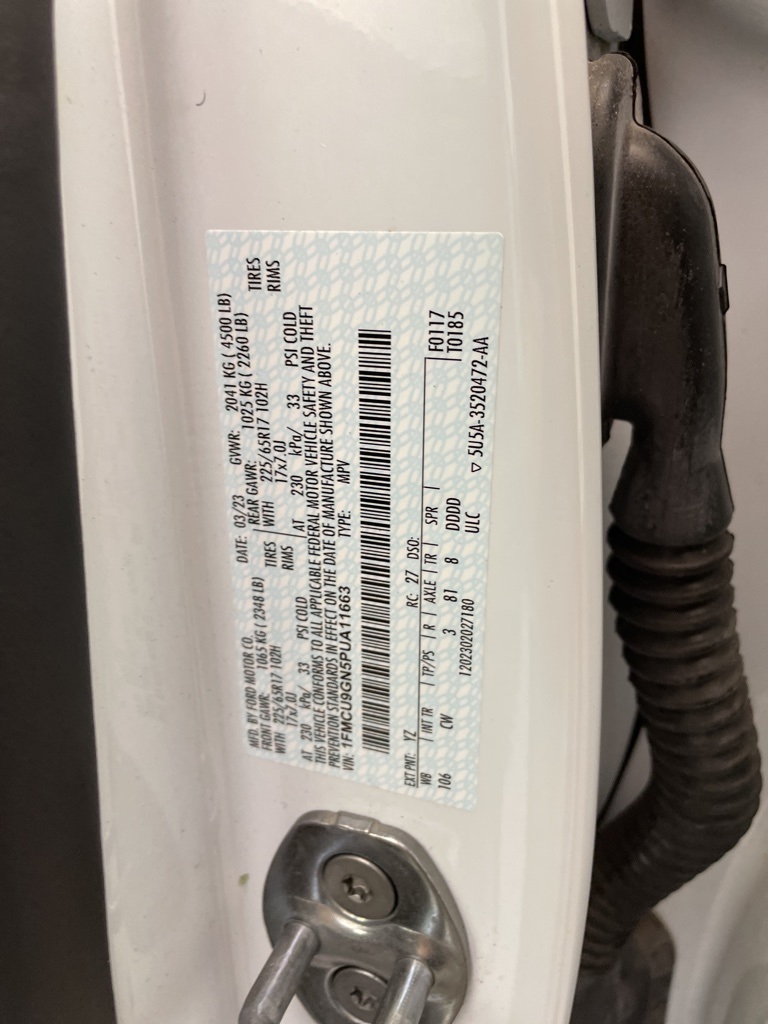 MFD. BY FORD MOTOR CO. DATE: 03/23 GVWR: 2041 KG ( 4500 LB)
FRONT GAWR: 1065 KG ( 2348 LB) REAR GAWR: 1025 KG ( 2260 LB)
WITH 225/65R17 102H TIRES WITH 225/65R17 102H TIRES
17x7.0J RIMS 17x7.0J RIMS
AT 230 kPa/ 33 PSI COLD AT 230 kPa/ 33 PSI COLD
THIS VEHICLE CONFORMS TO ALL APPLICABLE FEDERAL MOTOR VEHICLE SAFETY AND THEFT
PREVENTION STANDARDS IN EFFECT ON THE DATE OF MANUFACTURE SHOWN ABOVE.
VIN: 1FMCU9GN5PUA11663 TYPE: MPV
EXT PNT: YZ RC: 27 DSO: F0117
WB INT TR TP/PS R AXLE TR SPR T0185
106 CW 3 81 8 DDDD
1202302027180 ULC ▽ 5U5A-3520472-AA